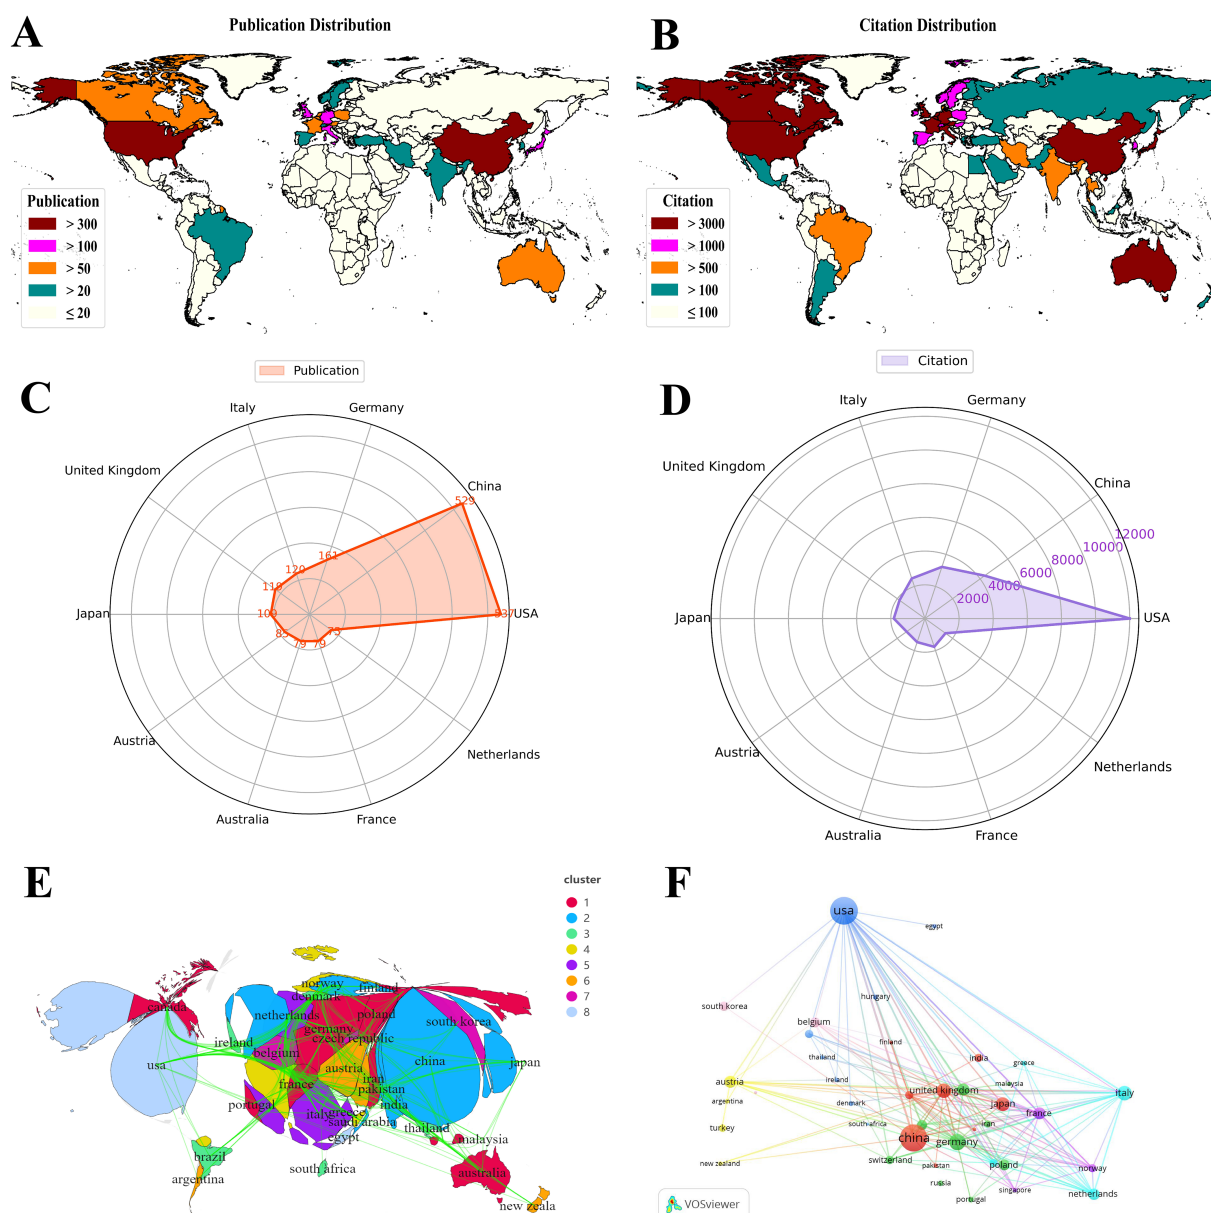 A
Publication Distribution
Publication
> 300
> 100
> 50
> 20
≤ 20
B
Citation Distribution
Citation
> 3000
> 1000
> 500
> 100
≤ 100
C
Publication
Italy
Germany
United Kingdom
China
529
161
120
118
Japan
109
537
USA
85
79
79
73
Austria
Netherlands
Australia
France
D
Citation
Italy
Germany
United Kingdom
China
12000
10000
8000
6000
4000
2000
Japan
USA
Austria
Netherlands
Australia
France
E
cluster
1
2
3
4
5
6
7
8
norway
finland
denmark
canada
netherlands
poland
south korea
germany
czech republic
ireland
belgium
usa
china
japan
austria
france
iran
pakistan
portugal
india
italy
greece
saudi arabia
thailand
egypt
malaysia
brazil
south africa
australia
argentina
new zeala
F
usa
egypt
hungary
south korea
belgium
finland
thailand
india
greece
austria
ireland
malaysia
united kingdom
italy
argentina
denmark
japan
france
turkey
south africa
iran
china
germany
new zealand
switzerland
pakistan
poland
norway
russia
singapore
netherlands
portugal
VOSviewer